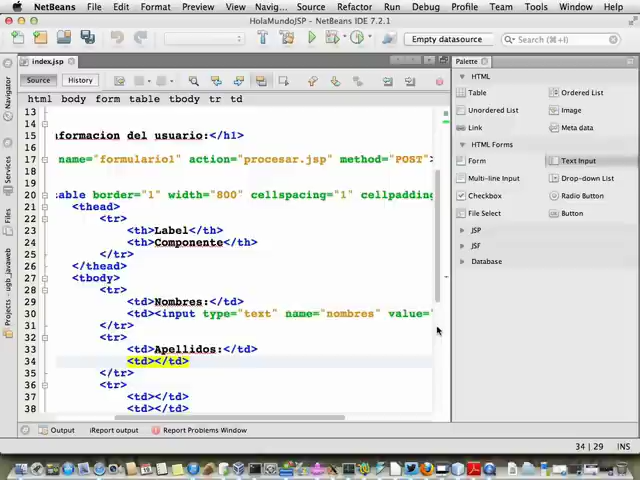 NetBeans File Edit Format View Navigate Source Refactor Run Debug Profile Team Tools Window
HolaMundoJSP - NetBeans IDE 7.2.1
Empty datasource
Search (⌘+I)
index.jsp
Palette
Source History
HTML
html body form table tbody tr td
Table
Ordered List
Unordered List
Image
Link
Meta data
HTML Forms
Form
Text Input
Multi-line Input
Drop-down List
Checkbox
Radio Button
File Select
Button
JSP
JSF
Database
Navigator
Services
Files
Projects
ugb_javaweb
13
14
15 formacion del usuario:</h1>
16
17 name="formulario1" action="procesar.jsp" method="POST">
18
19
20 able border="1" width="800" cellspacing="1" cellpadding
21 <thead>
22 <tr>
23 <th>Label</th>
24 <th>Componente</th>
25 </tr>
26 </thead>
27 <tbody>
28 <tr>
29 <td>Nombres:</td>
30 <td><input type="text" name="nombres" value="
31 </tr>
32 <tr>
33 <td>Apellidos:</td>
34 <td></td>
35 </tr>
36 <tr>
37 <td></td>
38 <td></td>
Output iReport output Report Problems Window
34 | 29 INS